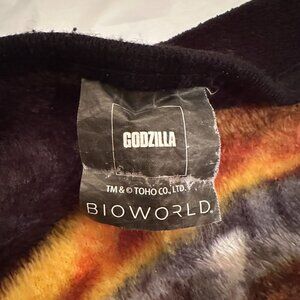 GODZILLA
TM & © TOHO CO., LTD.
BIOWORLD.